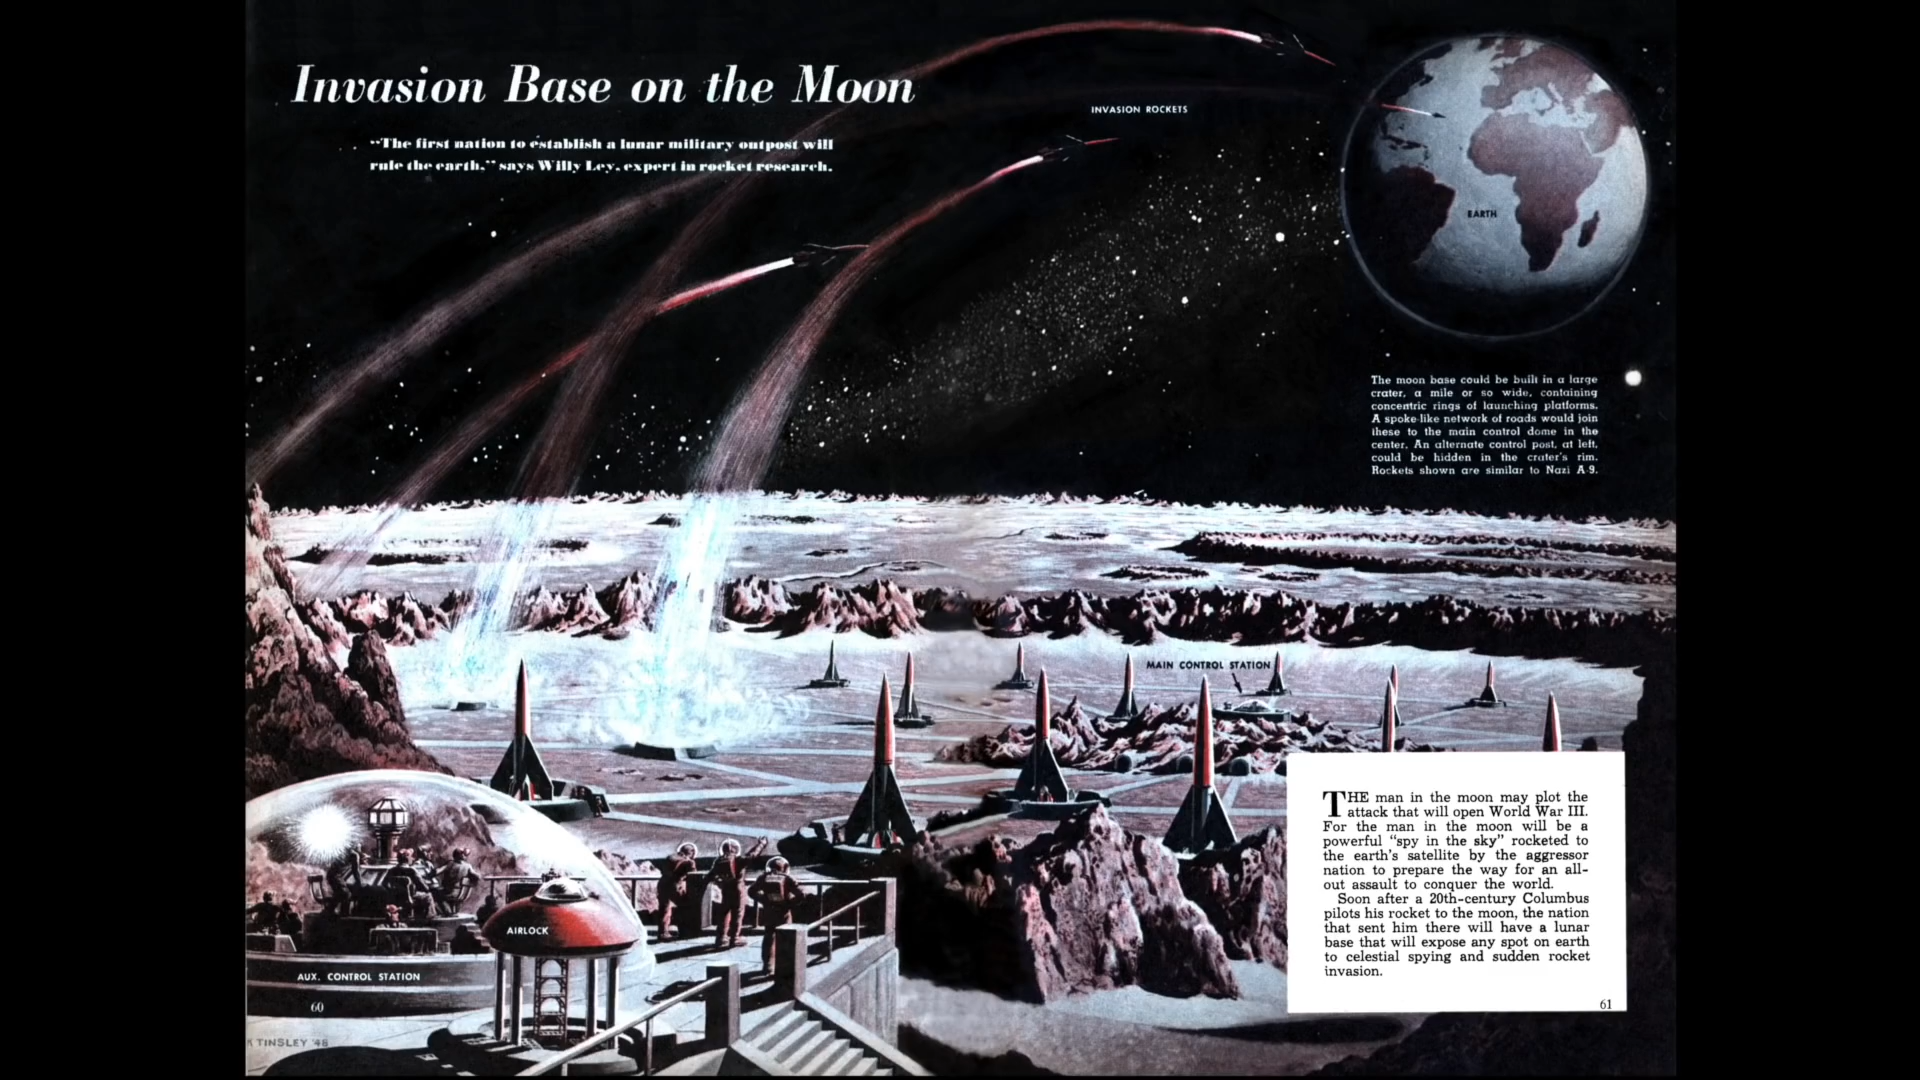 Invasion Base on the Moon
“The first nation to establish a lunar military outpost will
rule the earth,” says Willy Ley, expert in rocket research.
INVASION ROCKETS
EARTH
The moon base could be built in a large
crater, a mile or so wide, containing
concentric rings of launching platforms.
A spoke-like network of roads would join
these to the main control dome in the
center. An alternate control post, at left,
could be hidden in the crater's rim.
Rockets shown are similar to Nazi A-9.
MAIN CONTROL STATION
THE man in the moon may plot the
attack that will open World War III.
For the man in the moon will be a
powerful “spy in the sky” rocketed to
the earth's satellite by the aggressor
nation to prepare the way for an all-
out assault to conquer the world.
Soon after a 20th-century Columbus
pilots his rocket to the moon, the nation
that sent him there will have a lunar
base that will expose any spot on earth
to celestial spying and sudden rocket
invasion.
61
AIRLOCK
AUX. CONTROL STATION
60
K TINSLEY '48